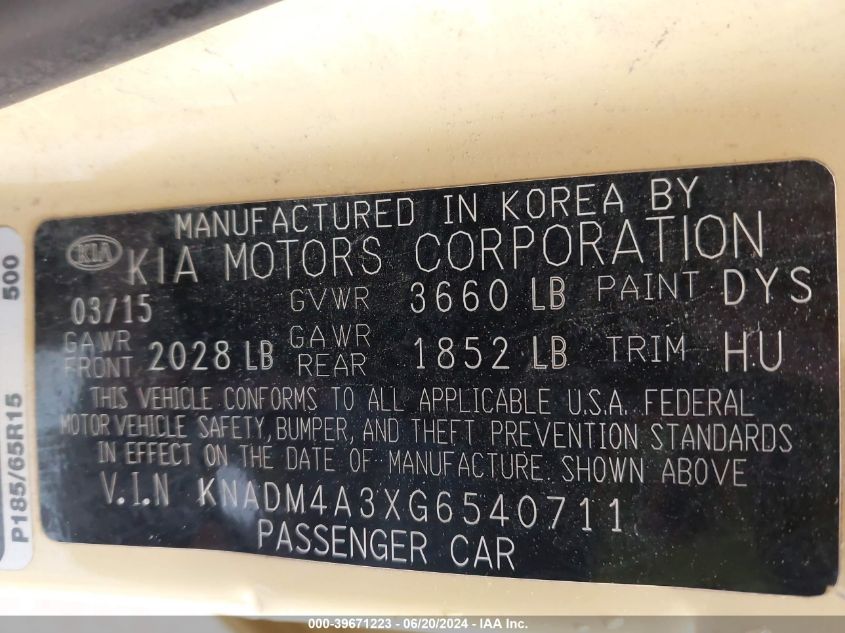 MANUFACTURED IN KOREA BY
KIA KIA MOTORS CORPORATION
03/15 GVWR 3660 LB PAINT DYS
GAWR FRONT 2028 LB GAWR REAR 1852 LB TRIM HU
THIS VEHICLE CONFORMS TO ALL APPLICABLE U.S.A. FEDERAL
MOTOR VEHICLE SAFETY, BUMPER, AND THEFT PREVENTION STANDARDS
IN EFFECT ON THE DATE OF MANUFACTURE SHOWN ABOVE
V.I.N KNADM4A3XG6540711
PASSENGER CAR
P185/65R15 500
000-39671223 - 06/20/2024 - IAA Inc.